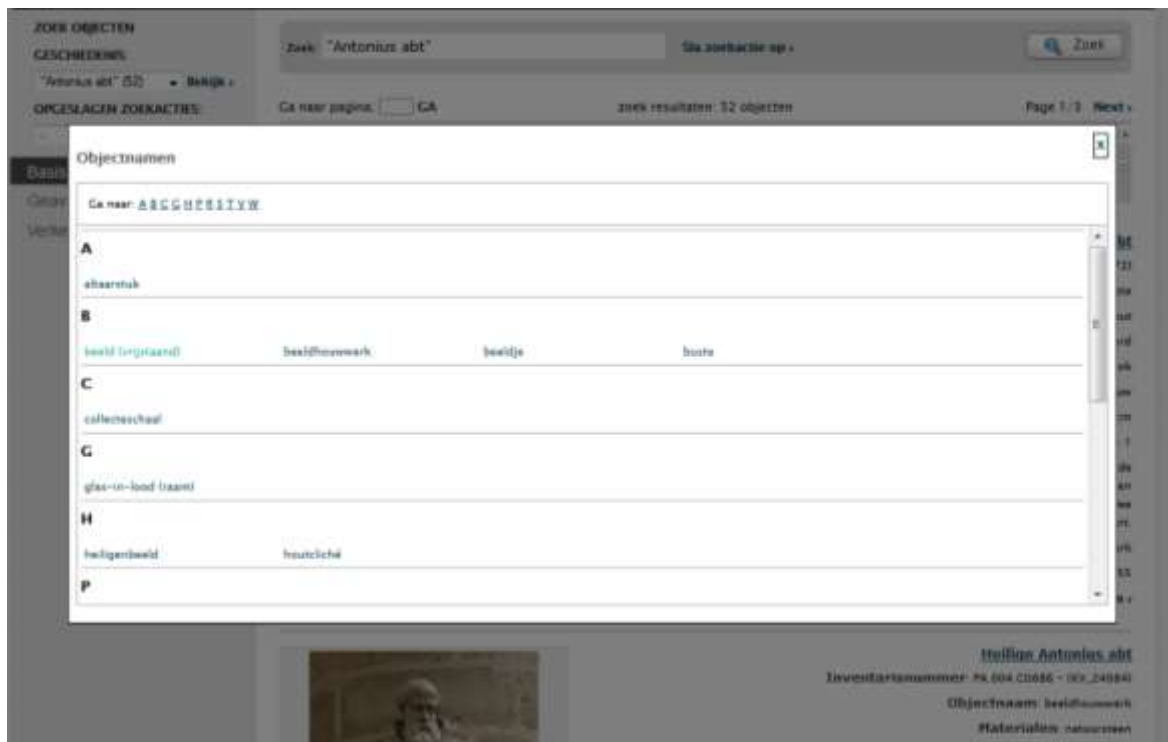 ZOEK OBJECTEN
GESCHIEDENIS:
"Antonius abt" (52) Bekijk ›
OPGESLAGEN ZOEKACTIES:
Zoek: "Antonius abt" Sla zoekactie op › Zoek
Ga naar pagina: GA zoek resultaten: 52 objecten Page 1/3 Next ›
Basis
Objectnamen X
Ga naar: A B C G H P R S T V W
A
altaarstuk
B
beeld (vrijstaand) beeldhouwwerk beeldje buste
C
collecteschaal
G
glas-in-lood (raam)
H
heiligenbeeld houtcliché
P
Heilige Antonius abt
Inventarisnummer:
Objectnaam: beeldhouwwerk
Materialen: natuursteen